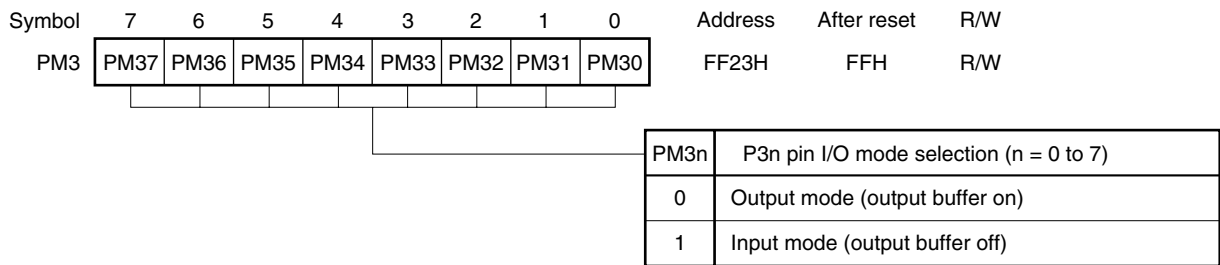 Symbol 7 6 5 4 3 2 1 0 Address After reset R/W
PM3 PM37 PM36 PM35 PM34 PM33 PM32 PM31 PM30 FF23H FFH R/W
PM3n P3n pin I/O mode selection (n = 0 to 7)
0 Output mode (output buffer on)
1 Input mode (output buffer off)